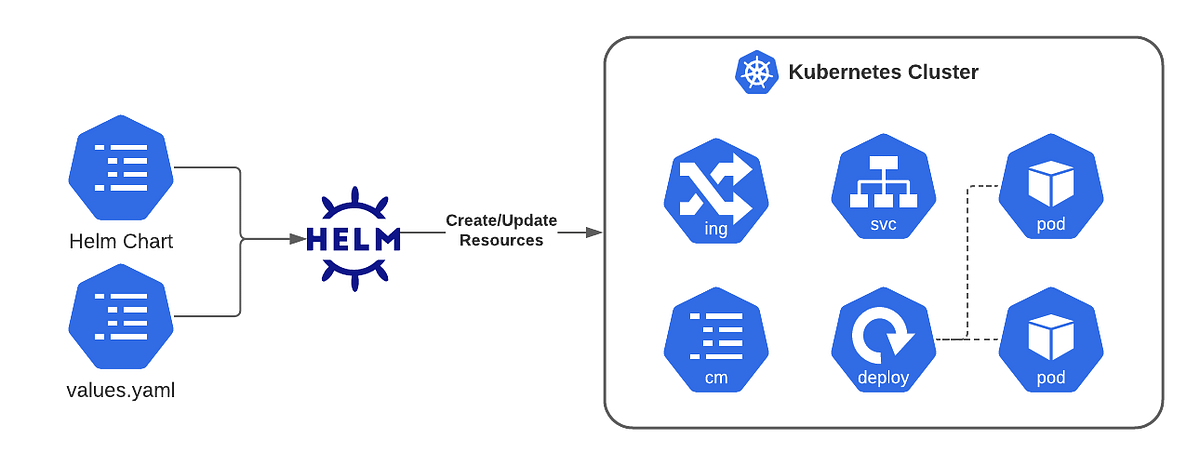 Kubernetes Cluster
Helm Chart
values.yaml
HELM
Create/Update
Resources
ing
svc
pod
cm
deploy
pod